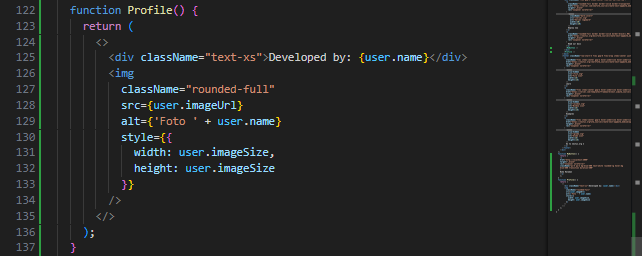 122 function Profile() {
123 return (
124 <>
125 <div className="text-xs">Developed by: {user.name}</div>
126 <img
127 className="rounded-full"
128 src={user.imageUrl}
129 alt={'Foto ' + user.name}
130 style={{
131 width: user.imageSize,
132 height: user.imageSize
133 }}
134 />
135 </>
136 );
137 }